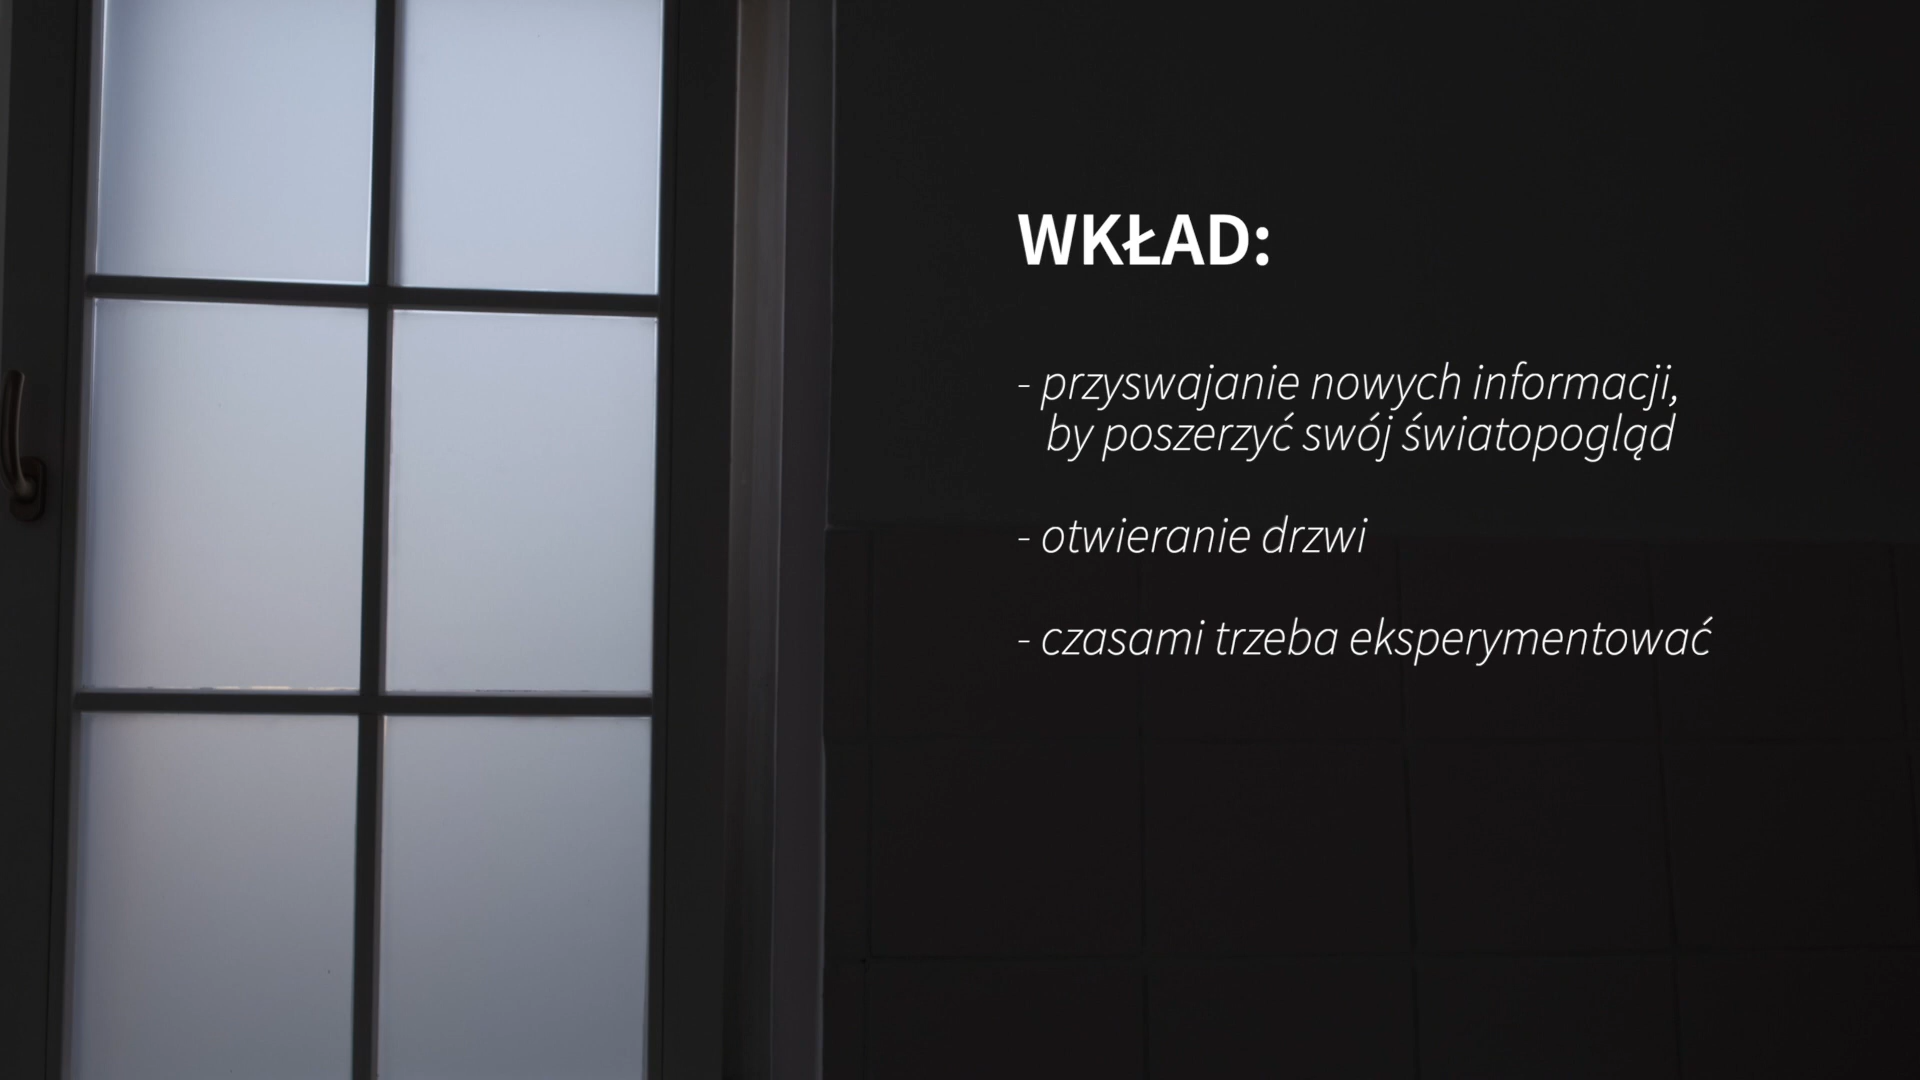 WKŁAD:
- przyswajanie nowych informacji,
by poszerzyć swój światopogląd
- otwieranie drzwi
- czasami trzeba eksperymentować